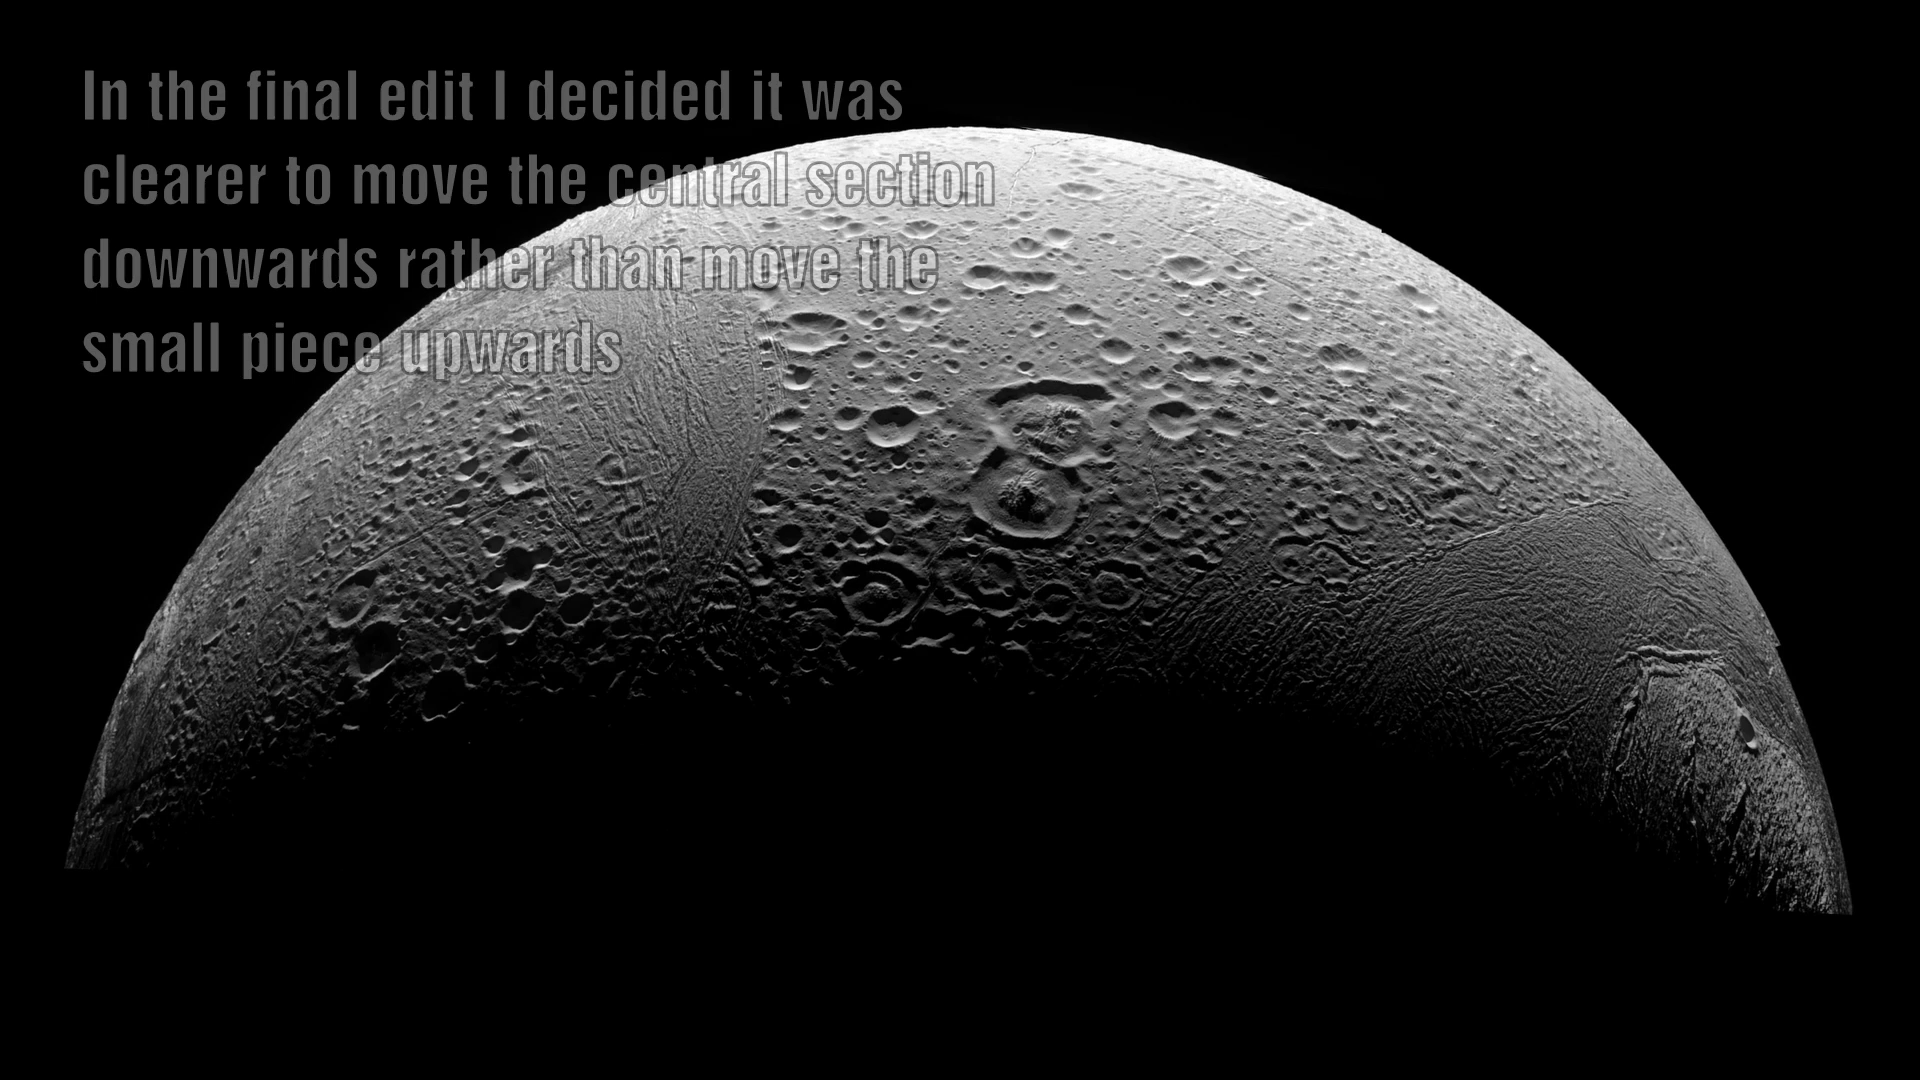 In the final edit I decided it was
clearer to move the central section
downwards rather than move the
small piece upwards